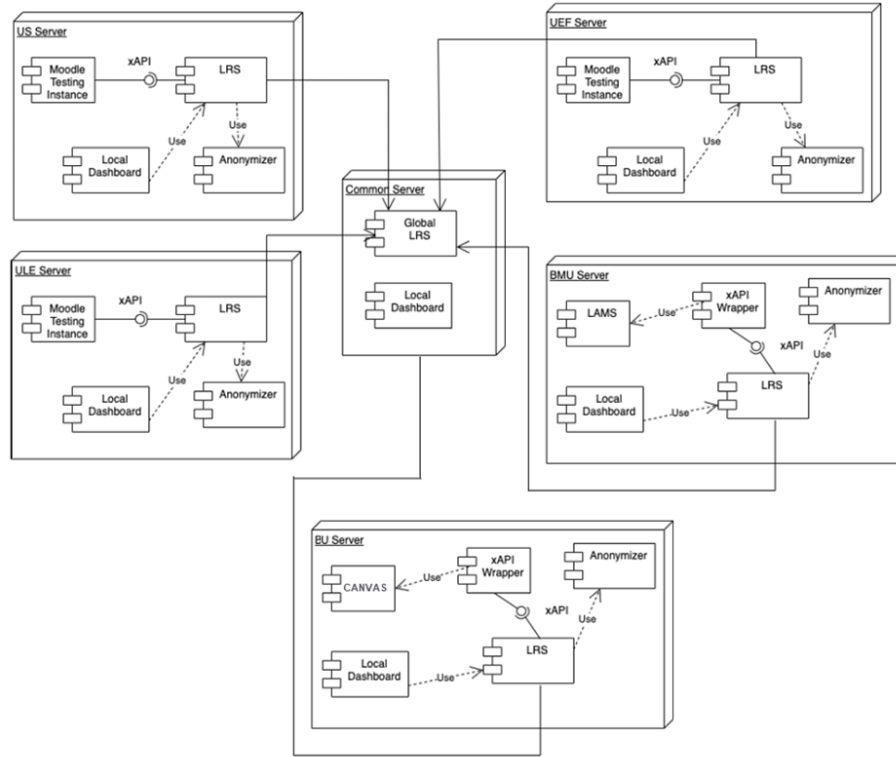 US Server
Moodle
Testing
Instance
xAPI
LRS
Use
Use
Local
Dashboard
Anonymizer
UEF Server
Moodle
Testing
Instance
xAPI
LRS
Use
Use
Local
Dashboard
Anonymizer
Common Server
Global
LRS
Local
Dashboard
ULE Server
Moodle
Testing
Instance
xAPI
LRS
Use
Use
Local
Dashboard
Anonymizer
BMU Server
LAMS
Use
xAPI
Wrapper
Anonymizer
xAPI
Use
Local
Dashboard
Use
LRS
BU Server
CANVAS
Use
xAPI
Wrapper
Anonymizer
xAPI
Use
Local
Dashboard
Use
LRS